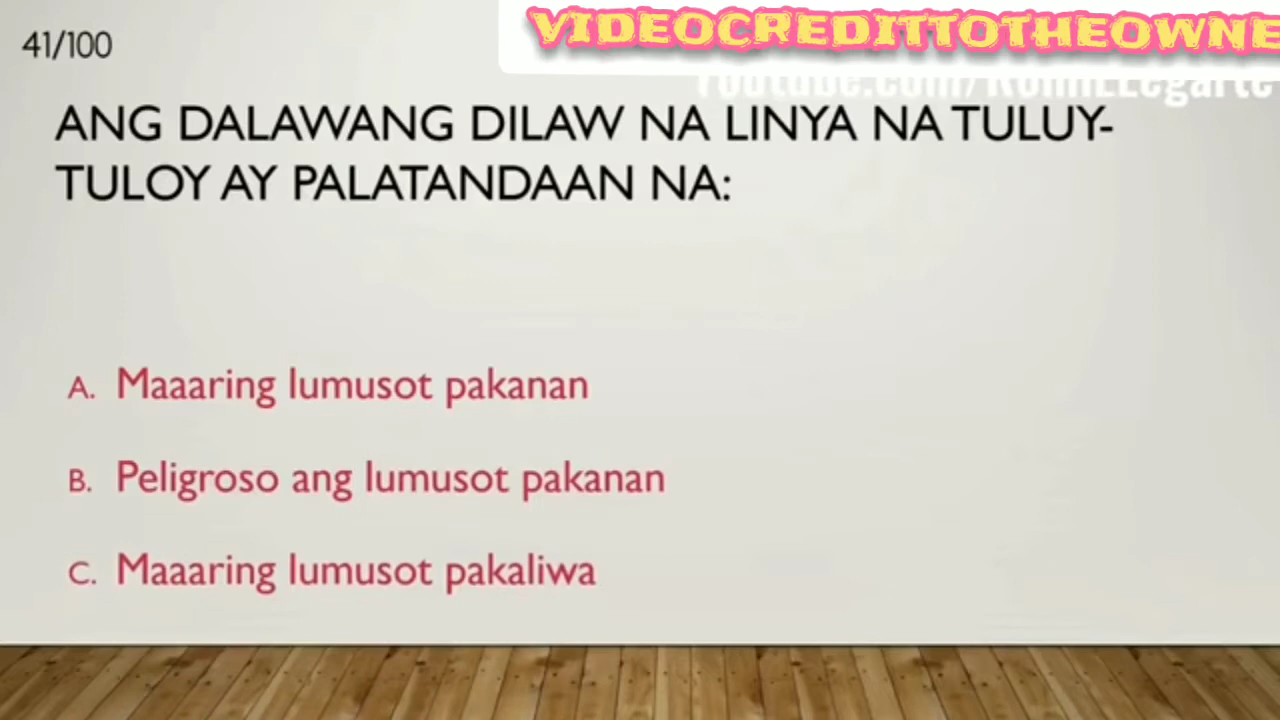 41/100
VIDEOCREDITTOTHEOWNE
ANG DALAWANG DILAW NA LINYA NA TULUY-
TULOY AY PALATANDAAN NA:
A. Maaaring lumusot pakanan
B. Peligroso ang lumusot pakanan
C. Maaaring lumusot pakaliwa